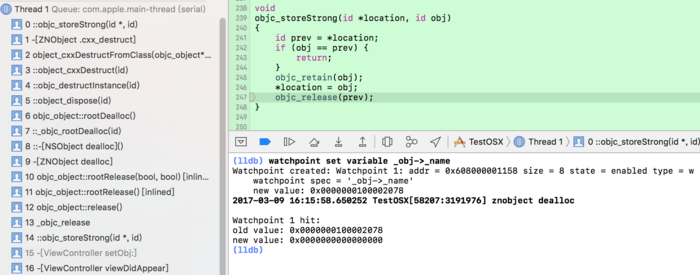 Thread 1 Queue: com.apple.main-thread (serial)
0 ::objc_storeStrong(id *, id)
1 -[ZNObject .cxx_destruct]
2 object_cxxDestructFromClass(objc_object*...
3 ::object_cxxDestruct(id)
4 ::objc_destructInstance(id)
5 ::object_dispose(id)
6 objc_object::rootDealloc()
7 ::_objc_rootDealloc(id)
8 ::-[NSObject dealloc]()
9 -[ZNObject dealloc]
10 objc_object::rootRelease(bool, bool) [inlin...
11 objc_object::rootRelease() [inlined]
12 objc_object::release()
13 _objc_release
14 ::objc_storeStrong(id *, id)
15 -[ViewController setObj:]
16 -[ViewController viewDidAppear]
238 void
239 objc_storeStrong(id *location, id obj)
240 {
241 id prev = *location;
242 if (obj == prev) {
243 return;
244 }
245 objc_retain(obj);
246 *location = obj;
247 objc_release(prev);
248 }
249
250
TestOSX Thread 1 0 ::objc_storeStrong(id *, id)
(lldb) watchpoint set variable _obj->_name
Watchpoint created: Watchpoint 1: addr = 0x608000001158 size = 8 state = enabled type = w
watchpoint spec = '_obj->_name'
new value: 0x0000000100002078
2017-03-09 16:15:58.650252 TestOSX[58207:3191976] znobject dealloc
Watchpoint 1 hit:
old value: 0x0000000100002078
new value: 0x0000000000000000
(lldb)